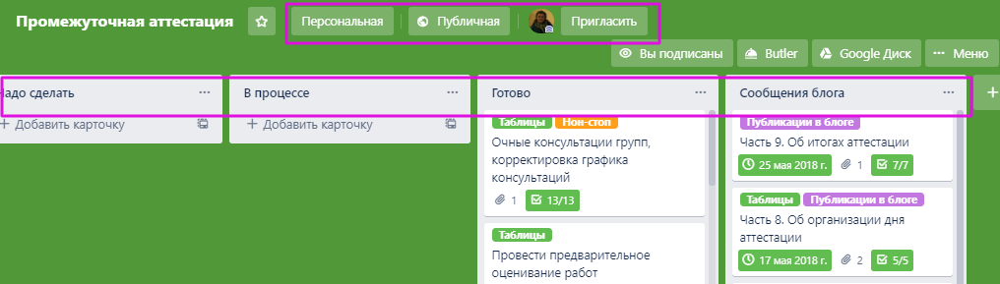 Промежуточная аттестация
Персональная
Публичная
Пригласить
Вы подписаны
Butler
Google Диск
Меню
Надо сделать
Добавить карточку
В процессе
Добавить карточку
Готово
Таблицы Нон-стоп
Очные консультации групп,
корректировка графика
консультаций
1 13/13
Таблицы
Провести предварительное
оценивание работ
Сообщения блога
Публикации в блоге
Часть 9. Об итогах аттестации
25 мая 2018 г. 1 7/7
Таблицы Публикации в блоге
Часть 8. Об организации дня
аттестации
17 мая 2018 г. 2 5/5